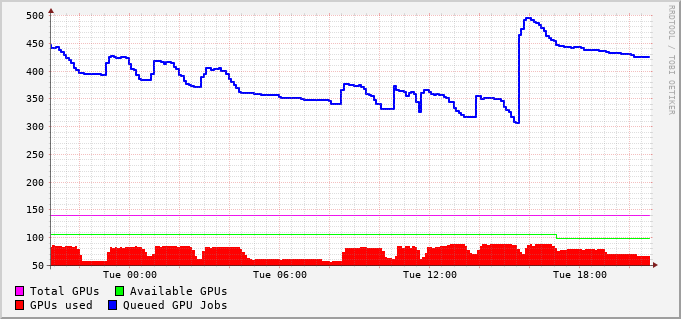 500
450
400
350
300
250
200
150
100
50
Tue 00:00 Tue 06:00 Tue 12:00 Tue 18:00
Total GPUs Available GPUs
GPUs used Queued GPU Jobs
RRDTOOL / TOBI OETIKER